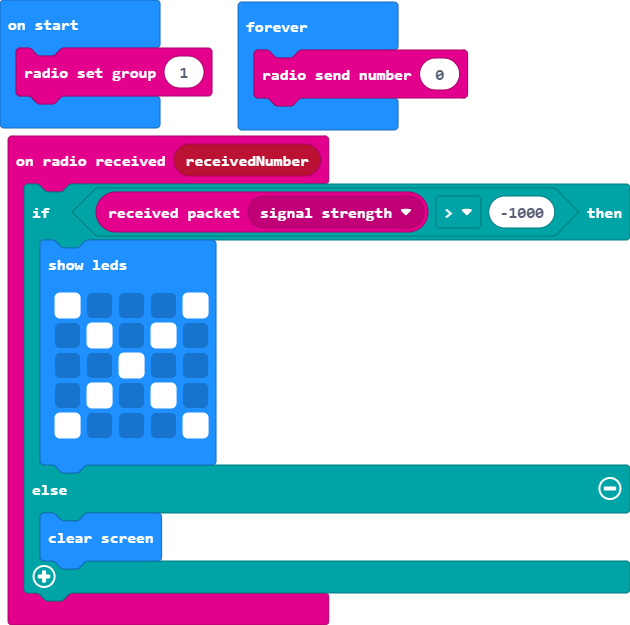 on start
radio set group 1
forever
radio send number 0
on radio received receivedNumber
if received packet signal strength > -1000 then
show leds
else
clear screen